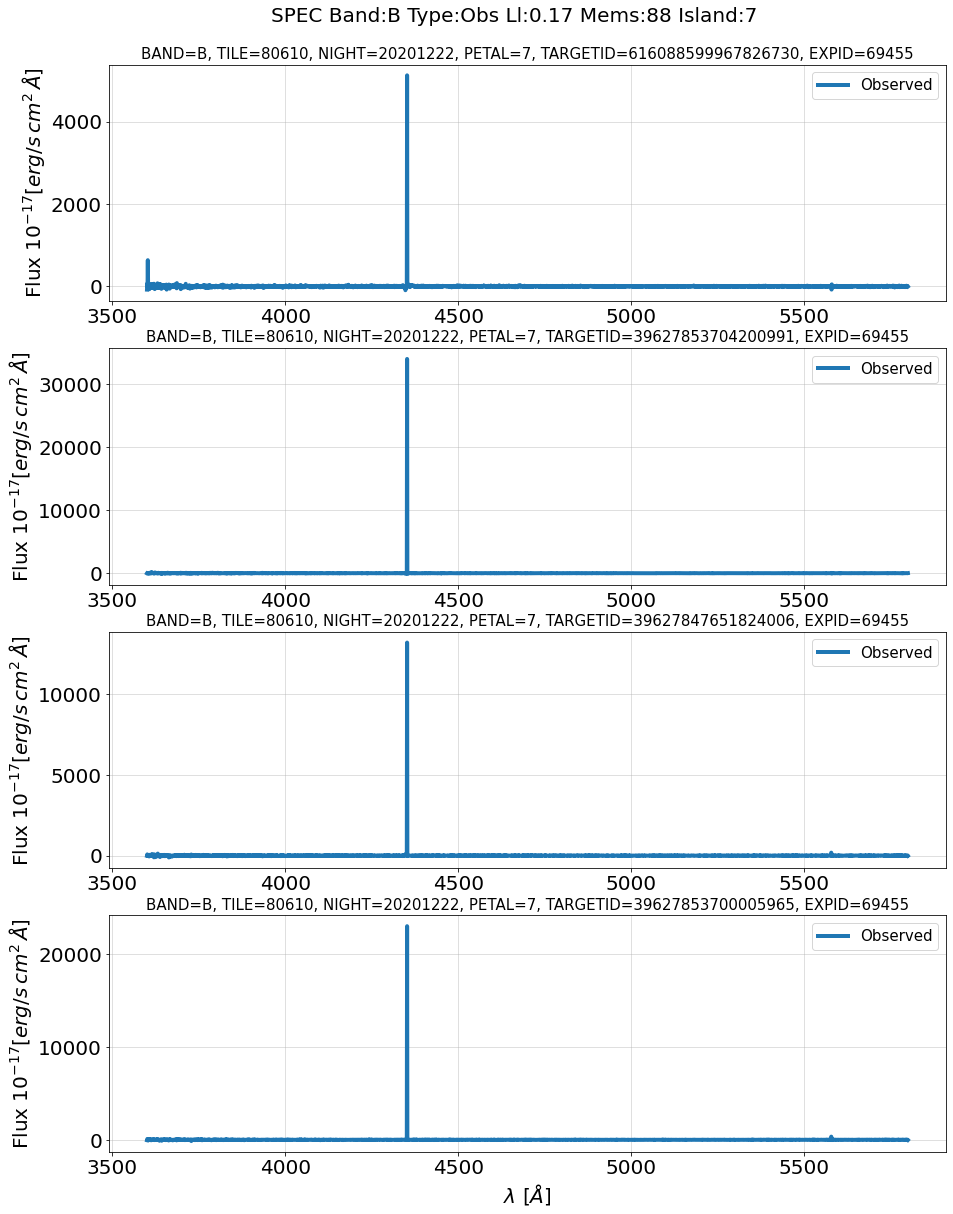 SPEC Band:B Type:Obs Ll:0.17 Mems:88 Island:7
BAND=B, TILE=80610, NIGHT=20201222, PETAL=7, TARGETID=616088599967826730, EXPID=69455
Observed
Flux 10⁻¹⁷[erg/s cm² Å]
4000
2000
0
3500 4000 4500 5000 5500
BAND=B, TILE=80610, NIGHT=20201222, PETAL=7, TARGETID=39627853704200991, EXPID=69455
Observed
Flux 10⁻¹⁷[erg/s cm² Å]
30000
20000
10000
0
3500 4000 4500 5000 5500
BAND=B, TILE=80610, NIGHT=20201222, PETAL=7, TARGETID=39627847651824006, EXPID=69455
Observed
Flux 10⁻¹⁷[erg/s cm² Å]
10000
5000
0
3500 4000 4500 5000 5500
BAND=B, TILE=80610, NIGHT=20201222, PETAL=7, TARGETID=39627853700005965, EXPID=69455
Observed
Flux 10⁻¹⁷[erg/s cm² Å]
20000
10000
0
3500 4000 4500 5000 5500
λ [Å]